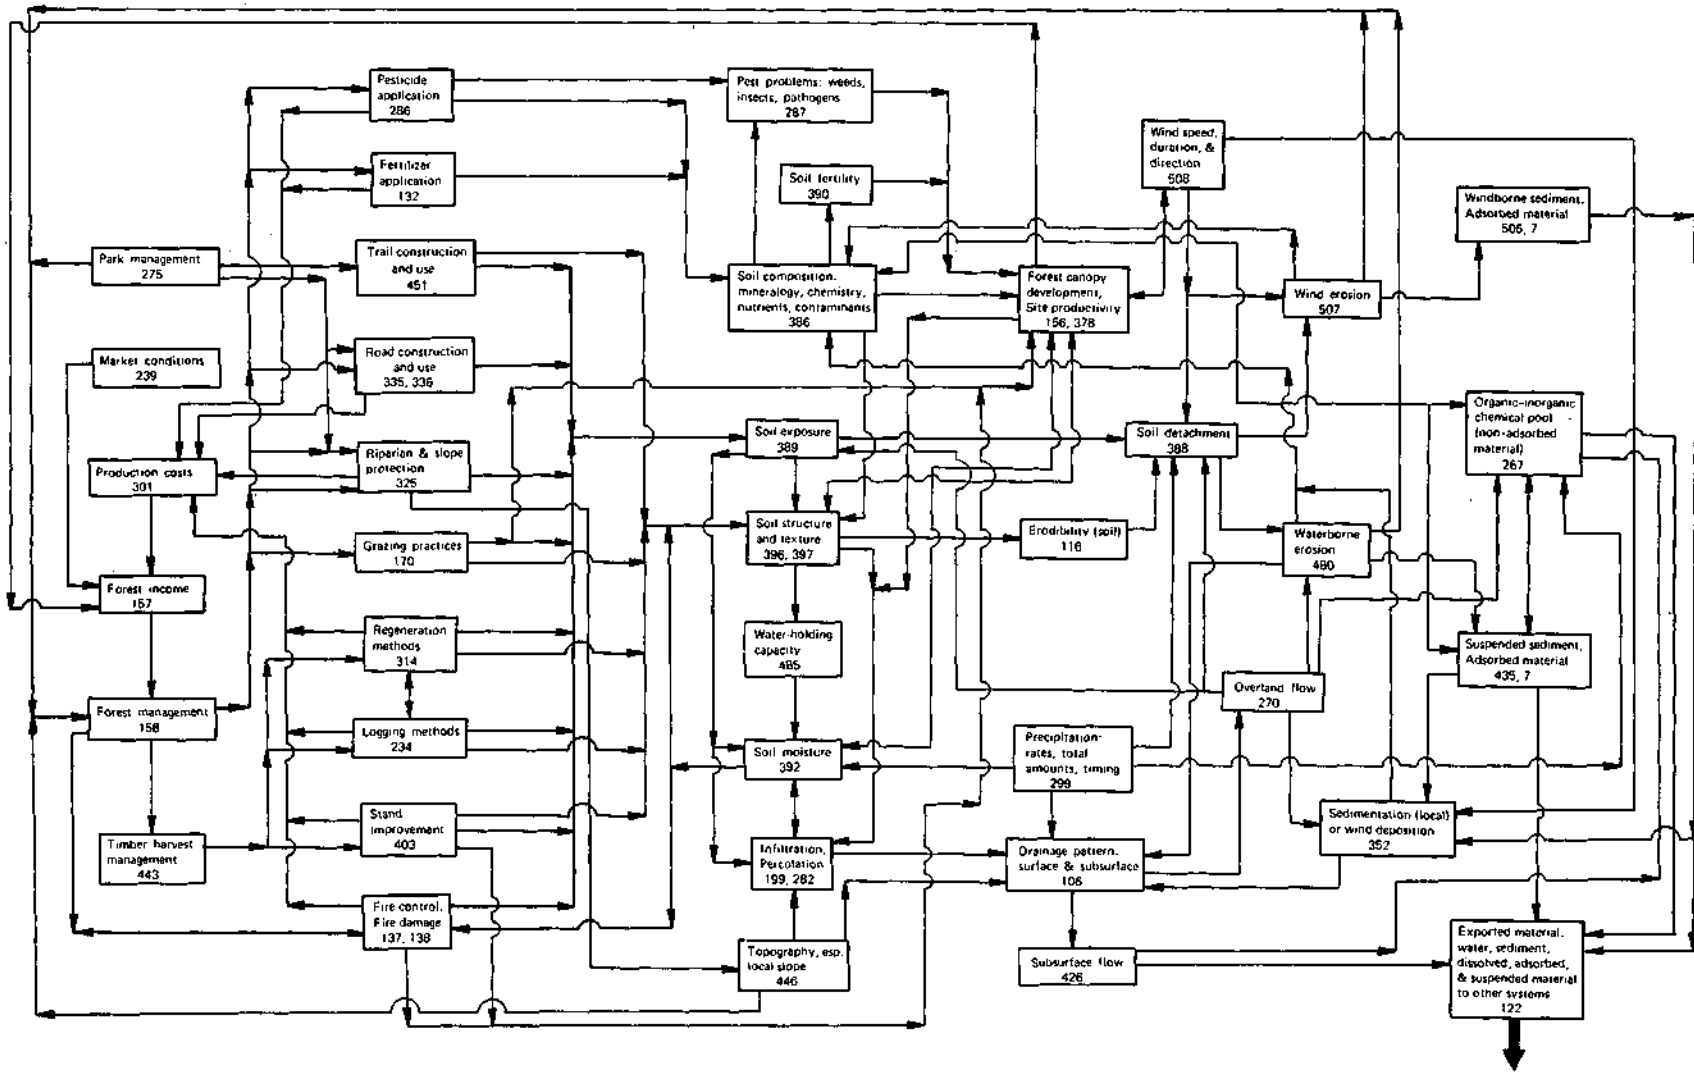 Pesticide
application
286
Pest problems: weeds,
insects, pathogens
287
Wind speed,
duration, &
direction
508
Fertilizer
application
132
Soil fertility
390
Windborne sediment,
Adsorbed material
506, 7
Park management
275
Trail construction
and use
451
Soil composition,
mineralogy, chemistry,
nutrients, contaminants
386
Forest canopy
development,
Site productivity
156, 378
Wind erosion
507
Market conditions
239
Road construction
and use
335, 336
Organic-inorganic
chemical pool
(non-adsorbed
material)
267
Production costs
301
Riparian & slope
protection
325
Soil exposure
389
Soil detachment
388
Soil structure
and texture
396, 397
Erodibility (soil)
116
Waterborne
erosion
490
Grazing practices
170
Forest income
157
Regeneration
methods
314
Water-holding
capacity
485
Suspended sediment,
Adsorbed material
435, 7
Overland flow
270
Forest management
158
Logging methods
234
Soil moisture
392
Precipitation-
rates, total
amounts, timing
299
Timber harvest
management
443
Stand
improvement
403
Infiltration,
Percolation
199, 282
Drainage pattern,
surface & subsurface
106
Sedimentation (local)
or wind deposition
352
Fire control,
Fire damage
137, 138
Topography, esp.
local slope
446
Subsurface flow
426
Exported material,
water, sediment,
dissolved, adsorbed,
& suspended material
to other systems
122